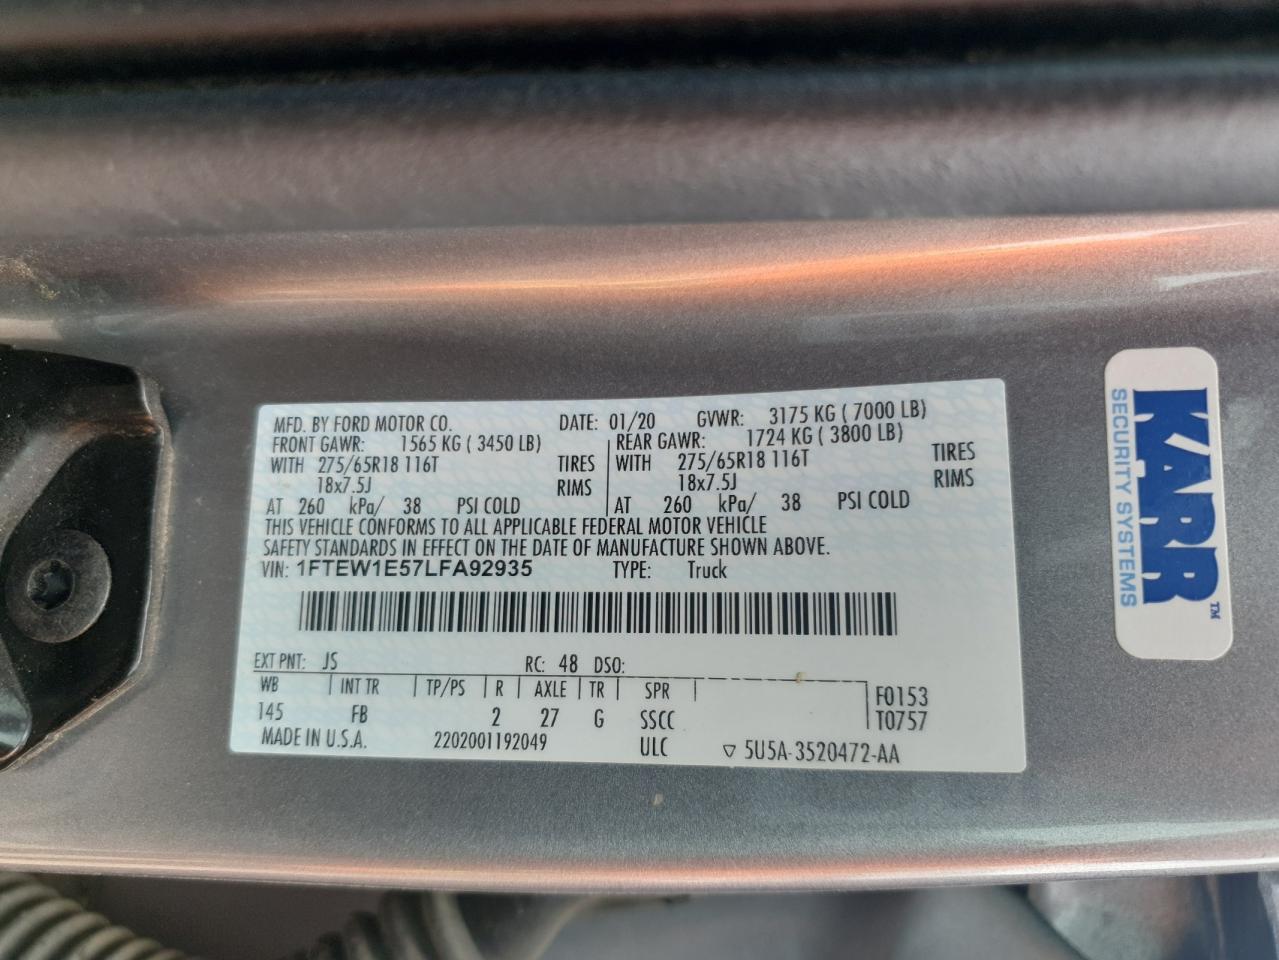 MFD. BY FORD MOTOR CO. DATE: 01/20 GVWR: 3175 KG ( 7000 LB)
FRONT GAWR: 1565 KG ( 3450 LB) REAR GAWR: 1724 KG ( 3800 LB)
WITH 275/65R18 116T TIRES WITH 275/65R18 116T TIRES
18x7.5J RIMS 18x7.5J RIMS
AT 260 kPa/ 38 PSI COLD AT 260 kPa/ 38 PSI COLD
THIS VEHICLE CONFORMS TO ALL APPLICABLE FEDERAL MOTOR VEHICLE
SAFETY STANDARDS IN EFFECT ON THE DATE OF MANUFACTURE SHOWN ABOVE.
VIN: 1FTEW1E57LFA92935 TYPE: Truck
EXT PNT: JS RC: 48 DSO:
WB INT TR TP/PS R AXLE TR SPR F0153
145 FB 2 27 G SSCC T0757
MADE IN U.S.A. 2202001192049 ULC ▽ 5U5A-3520472-AA
KARR™
SECURITY SYSTEMS